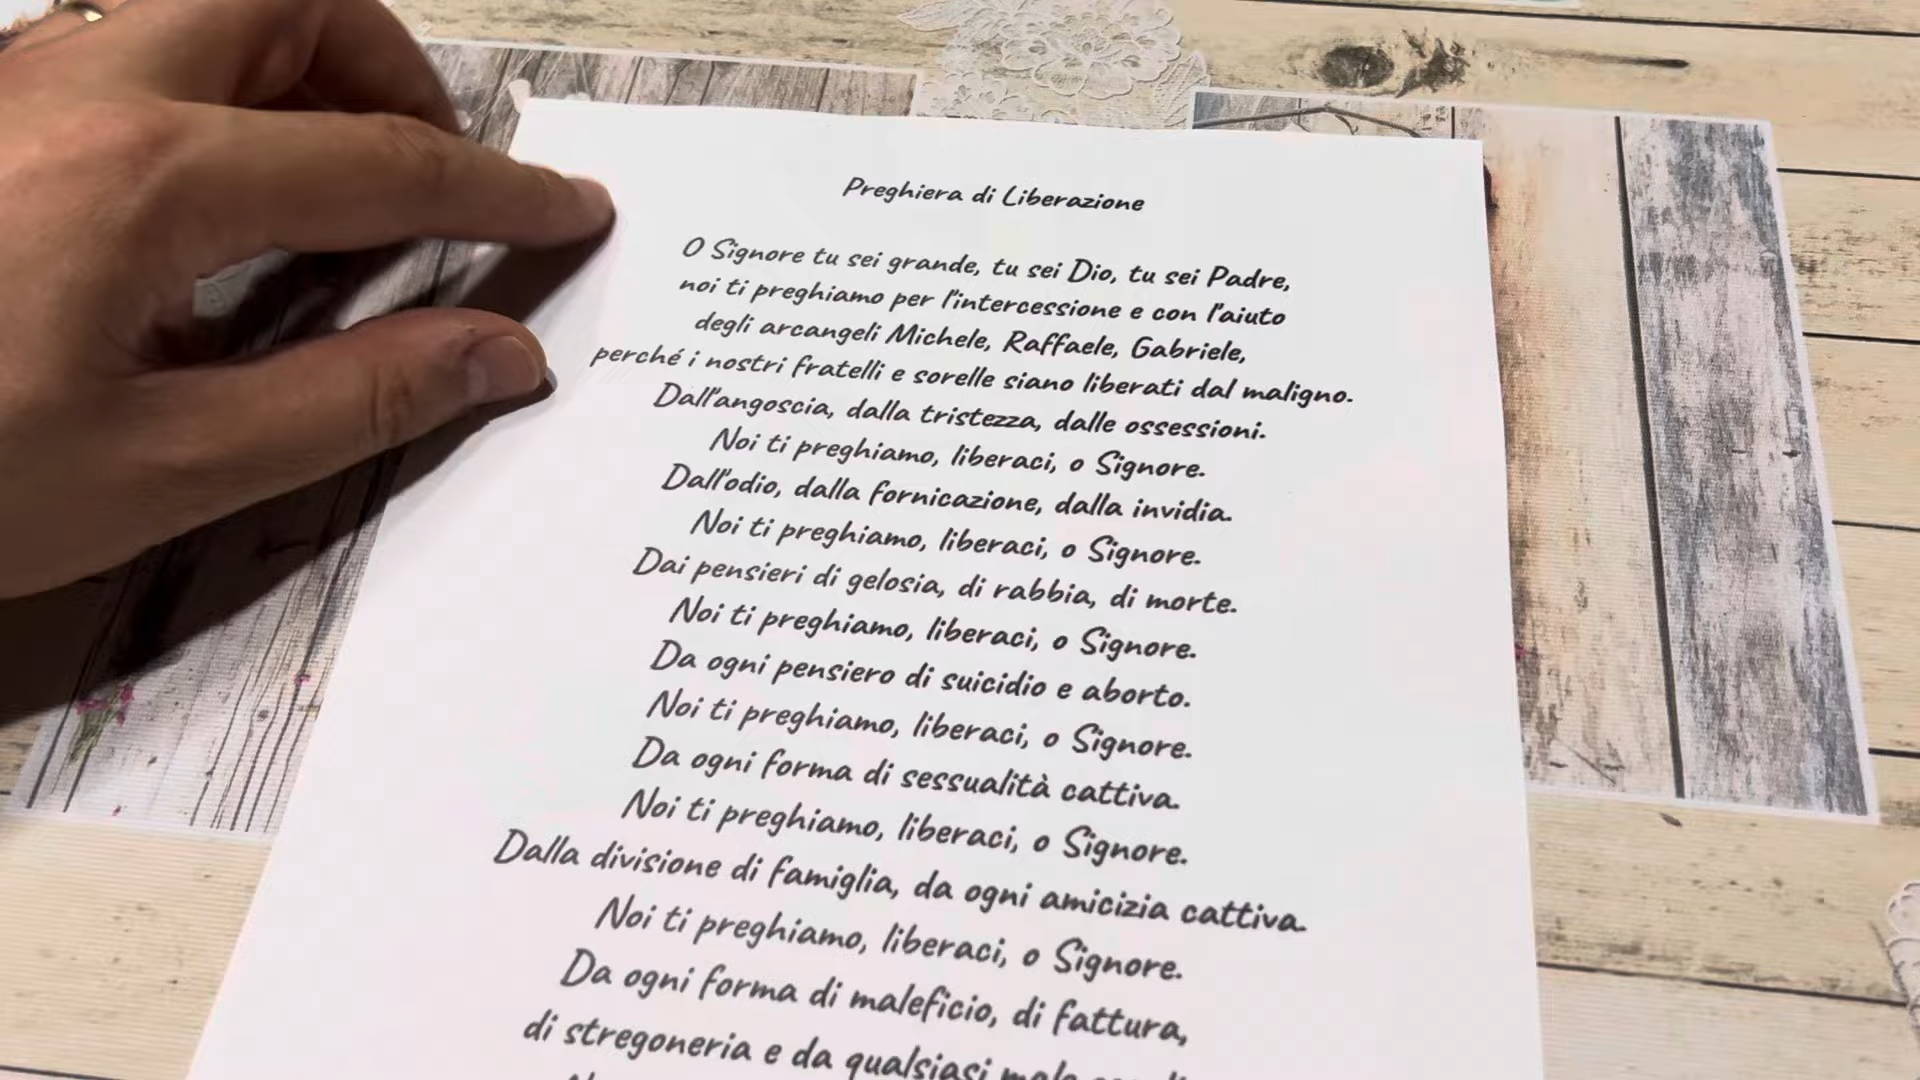 Preghiera di Liberazione
O Signore tu sei grande, tu sei Dio, tu sei Padre,
noi ti preghiamo per l'intercessione e con l'aiuto
degli arcangeli Michele, Raffaele, Gabriele,
perché i nostri fratelli e sorelle siano liberati dal maligno.
Dall'angoscia, dalla tristezza, dalle ossessioni.
Noi ti preghiamo, liberaci, o Signore.
Dall'odio, dalla fornicazione, dalla invidia.
Noi ti preghiamo, liberaci, o Signore.
Dai pensieri di gelosia, di rabbia, di morte.
Noi ti preghiamo, liberaci, o Signore.
Da ogni pensiero di suicidio e aborto.
Noi ti preghiamo, liberaci, o Signore.
Da ogni forma di sessualità cattiva.
Noi ti preghiamo, liberaci, o Signore.
Dalla divisione di famiglia, da ogni amicizia cattiva.
Noi ti preghiamo, liberaci, o Signore.
Da ogni forma di maleficio, di fattura,
di stregoneria e da qualsiasi male